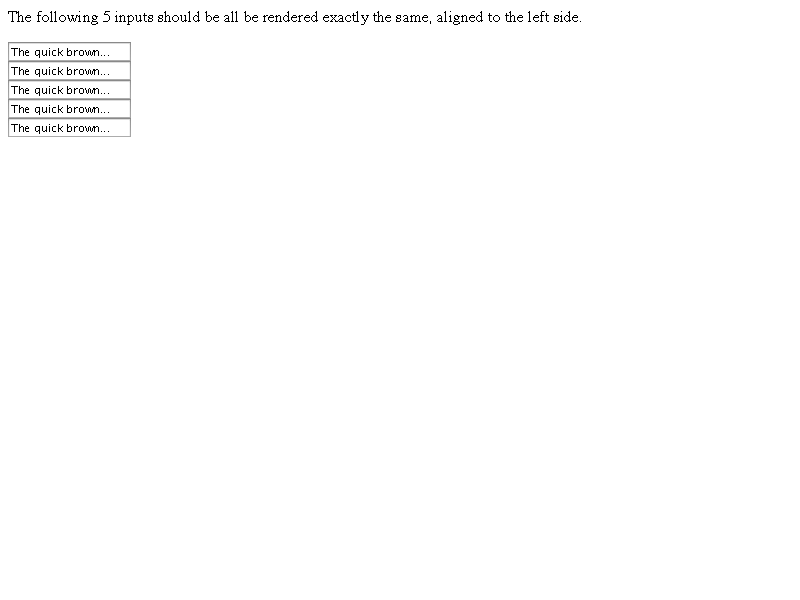 The following 5 inputs should be all be rendered exactly the same, aligned to the left side.
The quick brown...
The quick brown...
The quick brown...
The quick brown...
The quick brown...